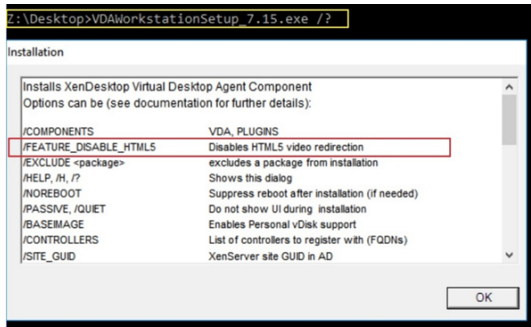 Z:\Desktop>VDAWorkstationSetup_7.15.exe /?
Installation
Installs XenDesktop Virtual Desktop Agent Component
Options can be (see documentation for further details):
/COMPONENTS VDA, PLUGINS
/FEATURE_DISABLE_HTML5 Disables HTML5 video redirection
/EXCLUDE <package> excludes a package from installation
/HELP, /H, /? Shows this dialog
/NOREBOOT Suppress reboot after installation (if needed)
/PASSIVE, /QUIET Do not show UI during installation
/BASEIMAGE Enables Personal vDisk support
/CONTROLLERS List of controllers to register with (FQDNs)
/SITE_GUID XenServer site GUID in AD
OK